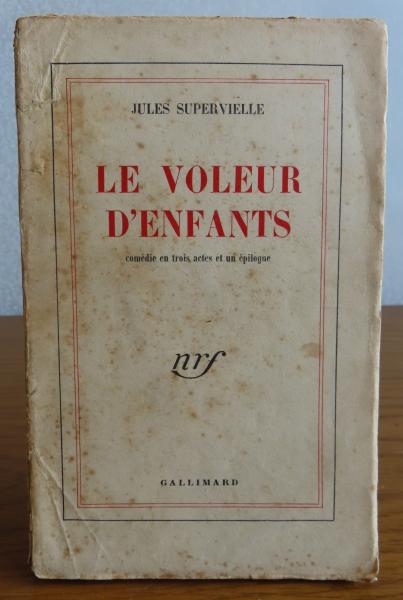 JULES SUPERVIELLE
LE VOLEUR
D'ENFANTS
comédie en trois actes et un épilogue
nrf
GALLIMARD